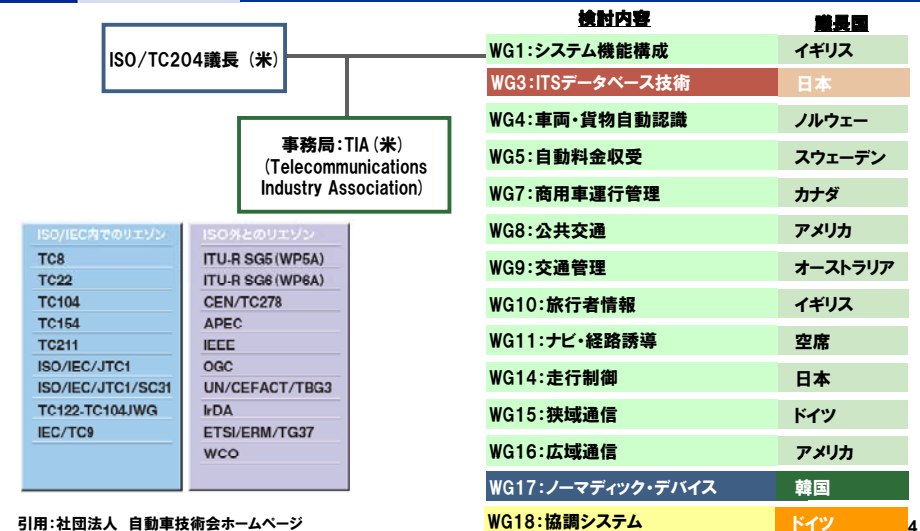 検討内容
議長国
ISO/TC204議長 (米)
事務局:TIA(米)
(Telecommunications
Industry Association)
WG1:システム機能構成 イギリス
WG3:ITSデータベース技術 日本
WG4:車両・貨物自動認識 ノルウェー
WG5:自動料金収受 スウェーデン
WG7:商用車運行管理 カナダ
WG8:公共交通 アメリカ
WG9:交通管理 オーストラリア
WG10:旅行者情報 イギリス
WG11:ナビ・経路誘導 空席
WG14:走行制御 日本
WG15:狭域通信 ドイツ
WG16:広域通信 アメリカ
WG17:ノーマディック・デバイス 韓国
WG18:協調システム ドイツ
ISO/IEC内でのリエゾン
TC8
TC22
TC104
TC154
TC211
ISO/IEC/JTC1
ISO/IEC/JTC1/SC31
TC122-TC104JWG
IEC/TC9
ISO外とのリエゾン
ITU-R SG5(WP5A)
ITU-R SG6(WP6A)
CEN/TC278
APEC
IEEE
OGC
UN/CEFACT/TBG3
IrDA
ETSI/ERM/TG37
WCO
引用:社団法人 自動車技術会ホームページ
4